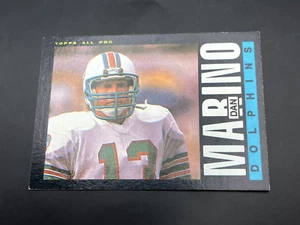 TOPPS ALL PRO
13
DAN
MARINO
DOLPHINS